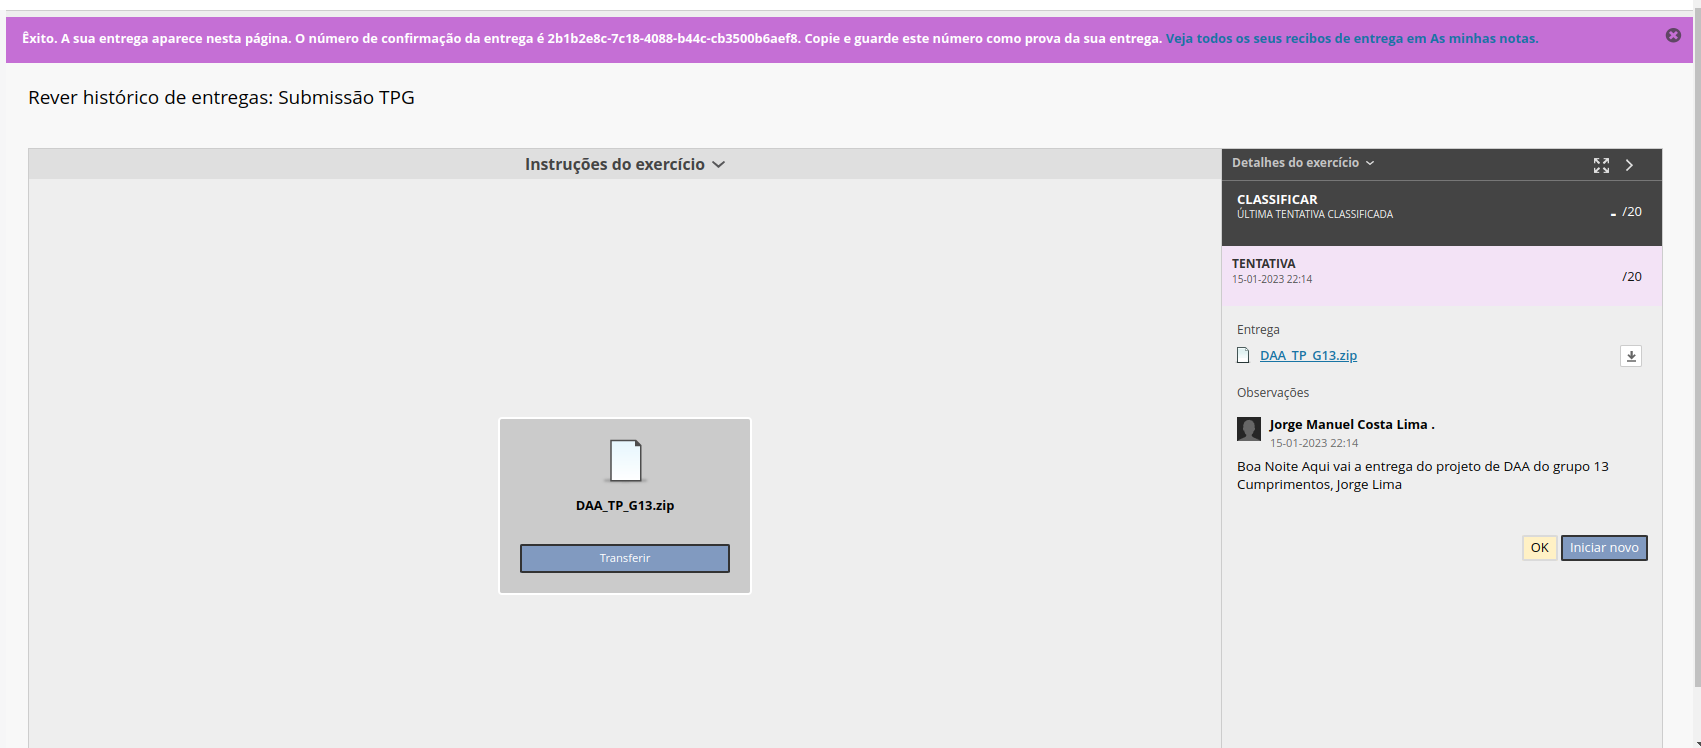 Êxito. A sua entrega aparece nesta página. O número de confirmação da entrega é 2b1b2e8c-7c18-4088-b44c-cb3500b6aef8. Copie e guarde este número como prova da sua entrega. Veja todos os seus recibos de entrega em As minhas notas.
Rever histórico de entregas: Submissão TPG
Instruções do exercício
Detalhes do exercício
CLASSIFICAR
ÚLTIMA TENTATIVA CLASSIFICADA
- /20
TENTATIVA
15-01-2023 22:14
/20
Entrega
DAA_TP_G13.zip
Observações
Jorge Manuel Costa Lima .
15-01-2023 22:14
Boa Noite Aqui vai a entrega do projeto de DAA do grupo 13
Cumprimentos, Jorge Lima
OK
Iniciar novo
DAA_TP_G13.zip
Transferir